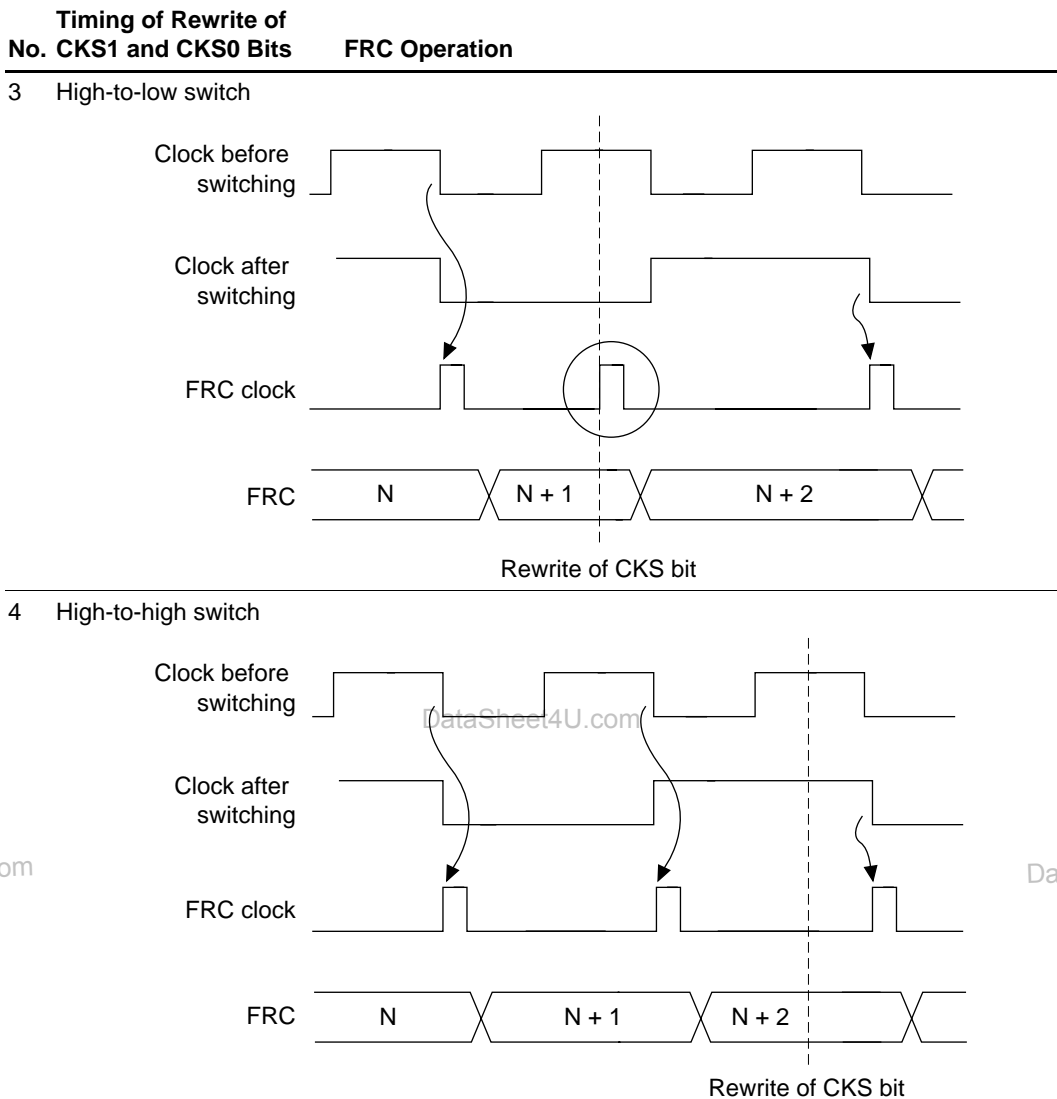 Timing of Rewrite of
No. CKS1 and CKS0 Bits FRC Operation
3 High-to-low switch
Clock before
switching
Clock after
switching
FRC clock
FRC N N + 1 N + 2
Rewrite of CKS bit
4 High-to-high switch
Clock before
switching
DataSheet4U.com
Clock after
switching
om Da
FRC clock
FRC N N + 1 N + 2
Rewrite of CKS bit